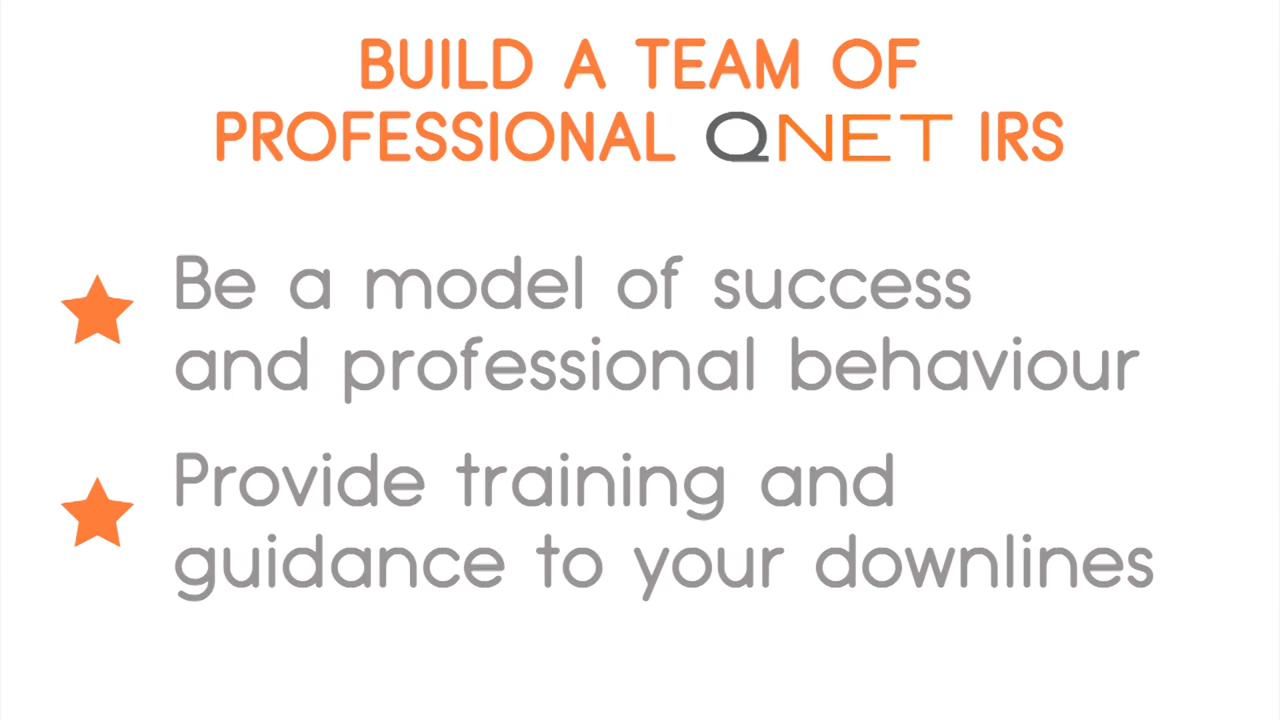 BUILD A TEAM OF
PROFESSIONAL QNET IRS
Be a model of success
and professional behaviour
Provide training and
guidance to your downlines